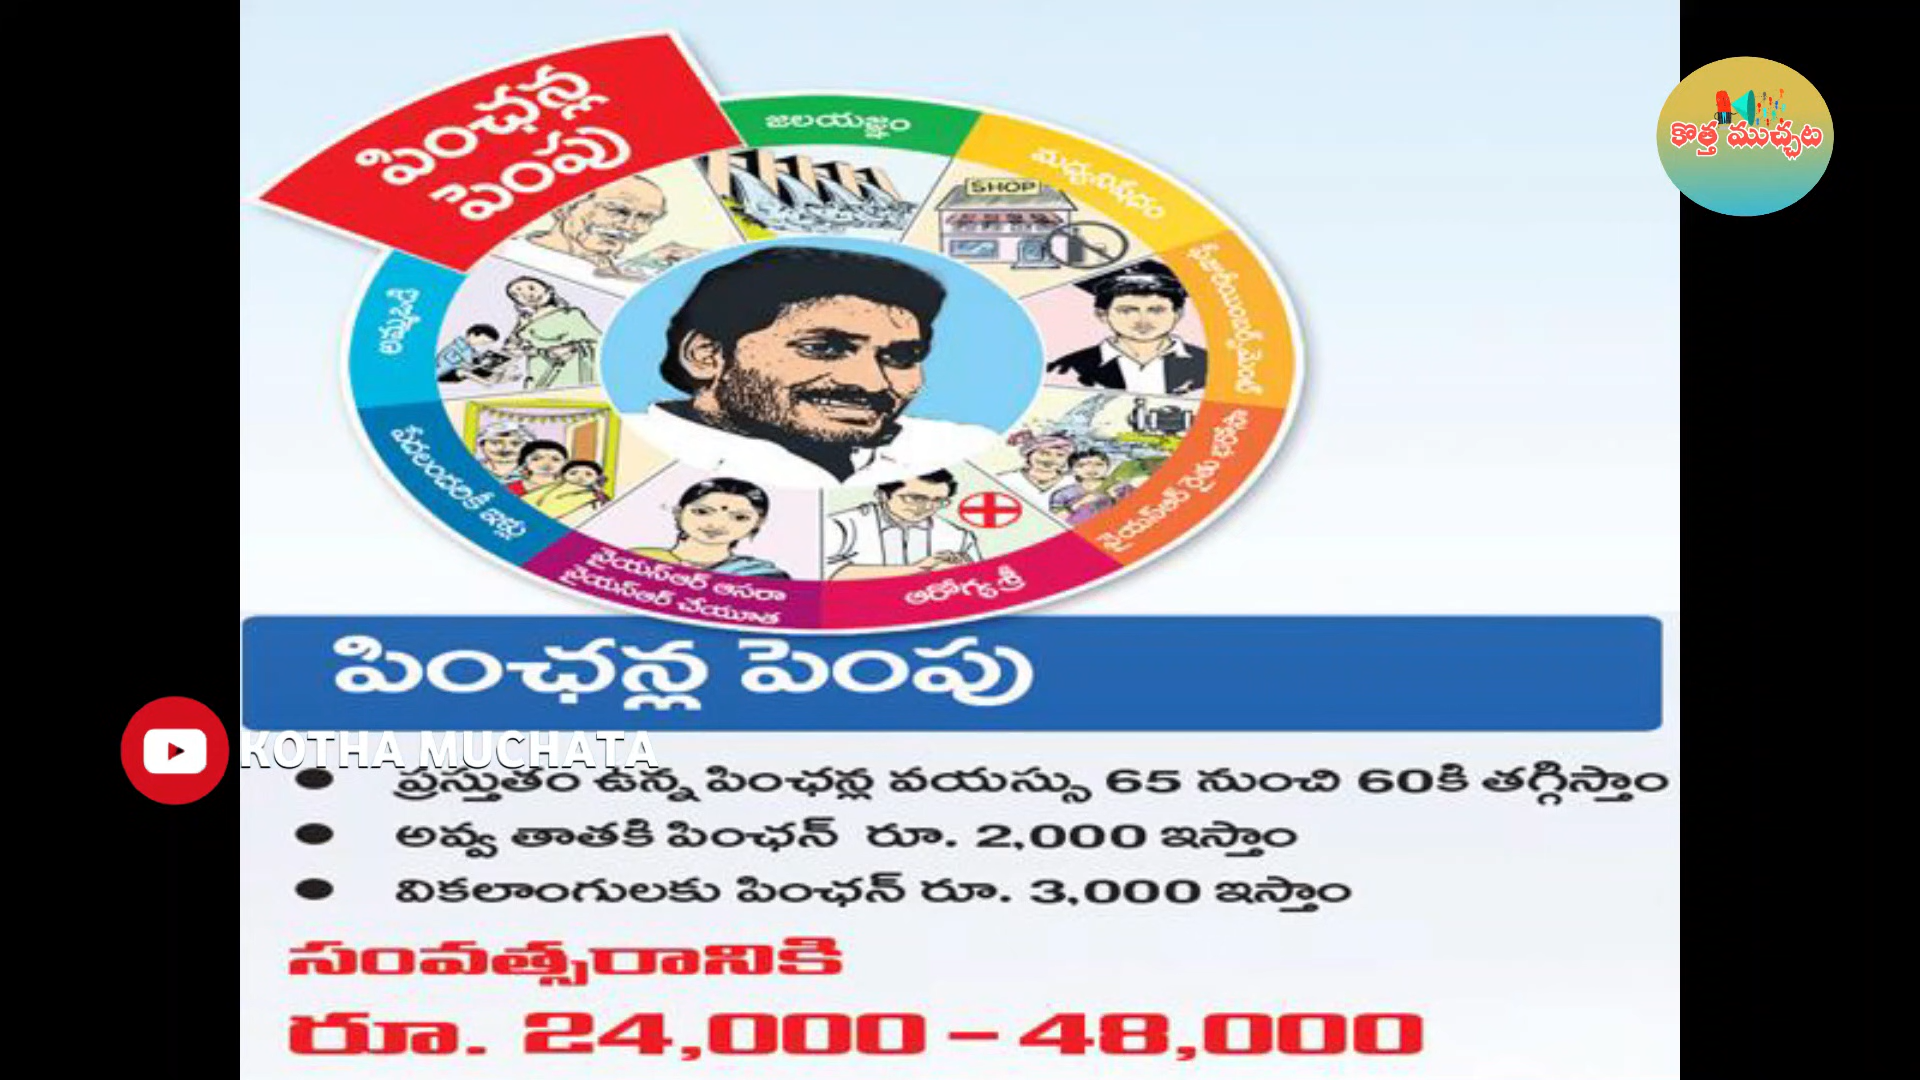 పింఛన్ల
పెంపు
జలయజ్ఞం
మద్యనిషేధం
SHOP
ఫీజురీయింబర్స్‌మెంట్
వైయస్ఆర్ రైతు భరోసా
ఆరోగ్యశ్రీ
వైయస్ఆర్ ఆసరా
వైయస్ఆర్ చేయూత
పేదలందరికీ ఇళ్లు
అమ్మఒడి
కొత్త ముచ్చట
పింఛన్ల పెంపు
KOTHA MUCHATA
● ప్రస్తుతం ఉన్న పింఛన్ల వయస్సు 65 నుంచి 60కి తగ్గిస్తాం
● అవ్వ తాతకి పింఛన్ రూ. 2,000 ఇస్తాం
● వికలాంగులకు పింఛన్ రూ. 3,000 ఇస్తాం
సంవత్సరానికి
రూ. 24,000 – 48,000